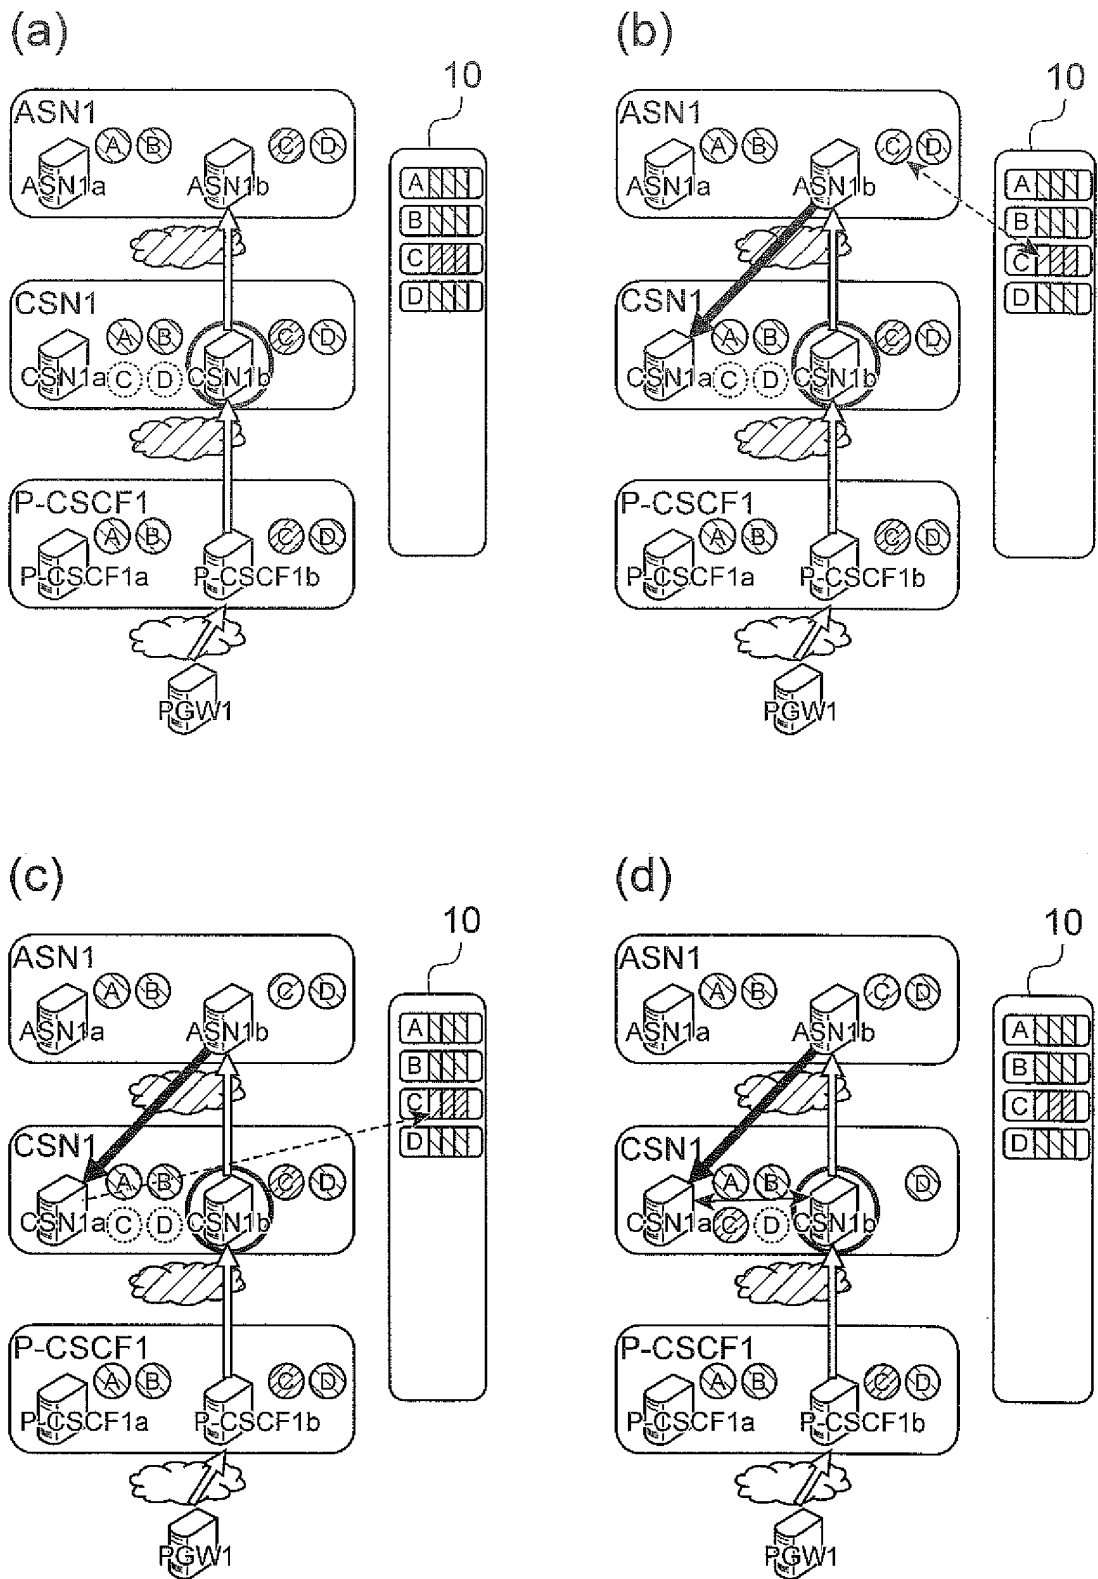 (a)
10
ASN1
A B C D
ASN1a ASN1b
A
B
C
D
CSN1
A B C D
CSN1a C D CSN1b
P-CSCF1
A B C D
P-CSCF1a P-CSCF1b
PGW1
(b)
10
ASN1
A B C D
ASN1a ASN1b
A
B
C
D
CSN1
A B C D
CSN1a C D CSN1b
P-CSCF1
A B C D
P-CSCF1a P-CSCF1b
PGW1
(c)
10
ASN1
A B C D
ASN1a ASN1b
A
B
C
D
CSN1
A B C D
CSN1a C D CSN1b
P-CSCF1
A B C D
P-CSCF1a P-CSCF1b
PGW1
(d)
10
ASN1
A B C D
ASN1a ASN1b
A
B
C
D
CSN1
A B D
CSN1a C D CSN1b
P-CSCF1
A B C D
P-CSCF1a P-CSCF1b
PGW1